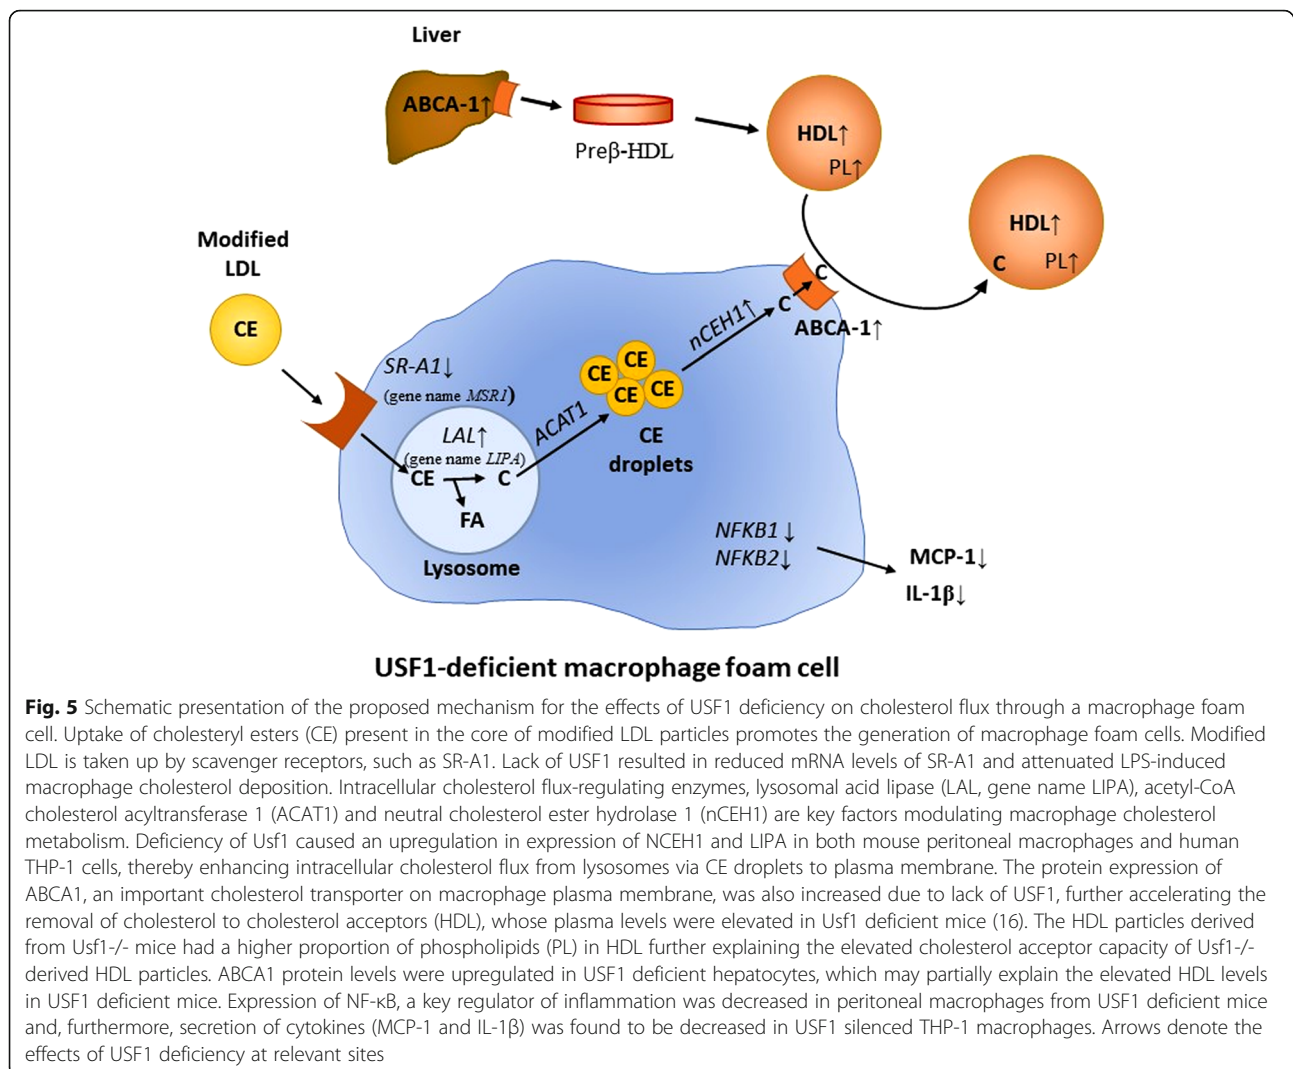 Liver
ABCA-1↑
Preβ-HDL
HDL↑
PL↑
HDL↑
C
PL↑
Modified
LDL
CE
SR-A1↓
(gene name MSR1)
LAL↑
(gene name LIPA)
CE
C
FA
Lysosome
ACAT1
CE
CE
CE
CE
CE
droplets
nCEH1↑
C
C
ABCA-1↑
NFKB1↓
NFKB2↓
MCP-1↓
IL-1β↓
USF1-deficient macrophage foam cell
Fig. 5 Schematic presentation of the proposed mechanism for the effects of USF1 deficiency on cholesterol flux through a macrophage foam
cell. Uptake of cholesteryl esters (CE) present in the core of modified LDL particles promotes the generation of macrophage foam cells. Modified
LDL is taken up by scavenger receptors, such as SR-A1. Lack of USF1 resulted in reduced mRNA levels of SR-A1 and attenuated LPS-induced
macrophage cholesterol deposition. Intracellular cholesterol flux-regulating enzymes, lysosomal acid lipase (LAL, gene name LIPA), acetyl-CoA
cholesterol acyltransferase 1 (ACAT1) and neutral cholesterol ester hydrolase 1 (nCEH1) are key factors modulating macrophage cholesterol
metabolism. Deficiency of Usf1 caused an upregulation in expression of NCEH1 and LIPA in both mouse peritoneal macrophages and human
THP-1 cells, thereby enhancing intracellular cholesterol flux from lysosomes via CE droplets to plasma membrane. The protein expression of
ABCA1, an important cholesterol transporter on macrophage plasma membrane, was also increased due to lack of USF1, further accelerating the
removal of cholesterol to cholesterol acceptors (HDL), whose plasma levels were elevated in Usf1 deficient mice (16). The HDL particles derived
from Usf1-/- mice had a higher proportion of phospholipids (PL) in HDL further explaining the elevated cholesterol acceptor capacity of Usf1-/-
derived HDL particles. ABCA1 protein levels were upregulated in USF1 deficient hepatocytes, which may partially explain the elevated HDL levels
in USF1 deficient mice. Expression of NF-κB, a key regulator of inflammation was decreased in peritoneal macrophages from USF1 deficient mice
and, furthermore, secretion of cytokines (MCP-1 and IL-1β) was found to be decreased in USF1 silenced THP-1 macrophages. Arrows denote the
effects of USF1 deficiency at relevant sites